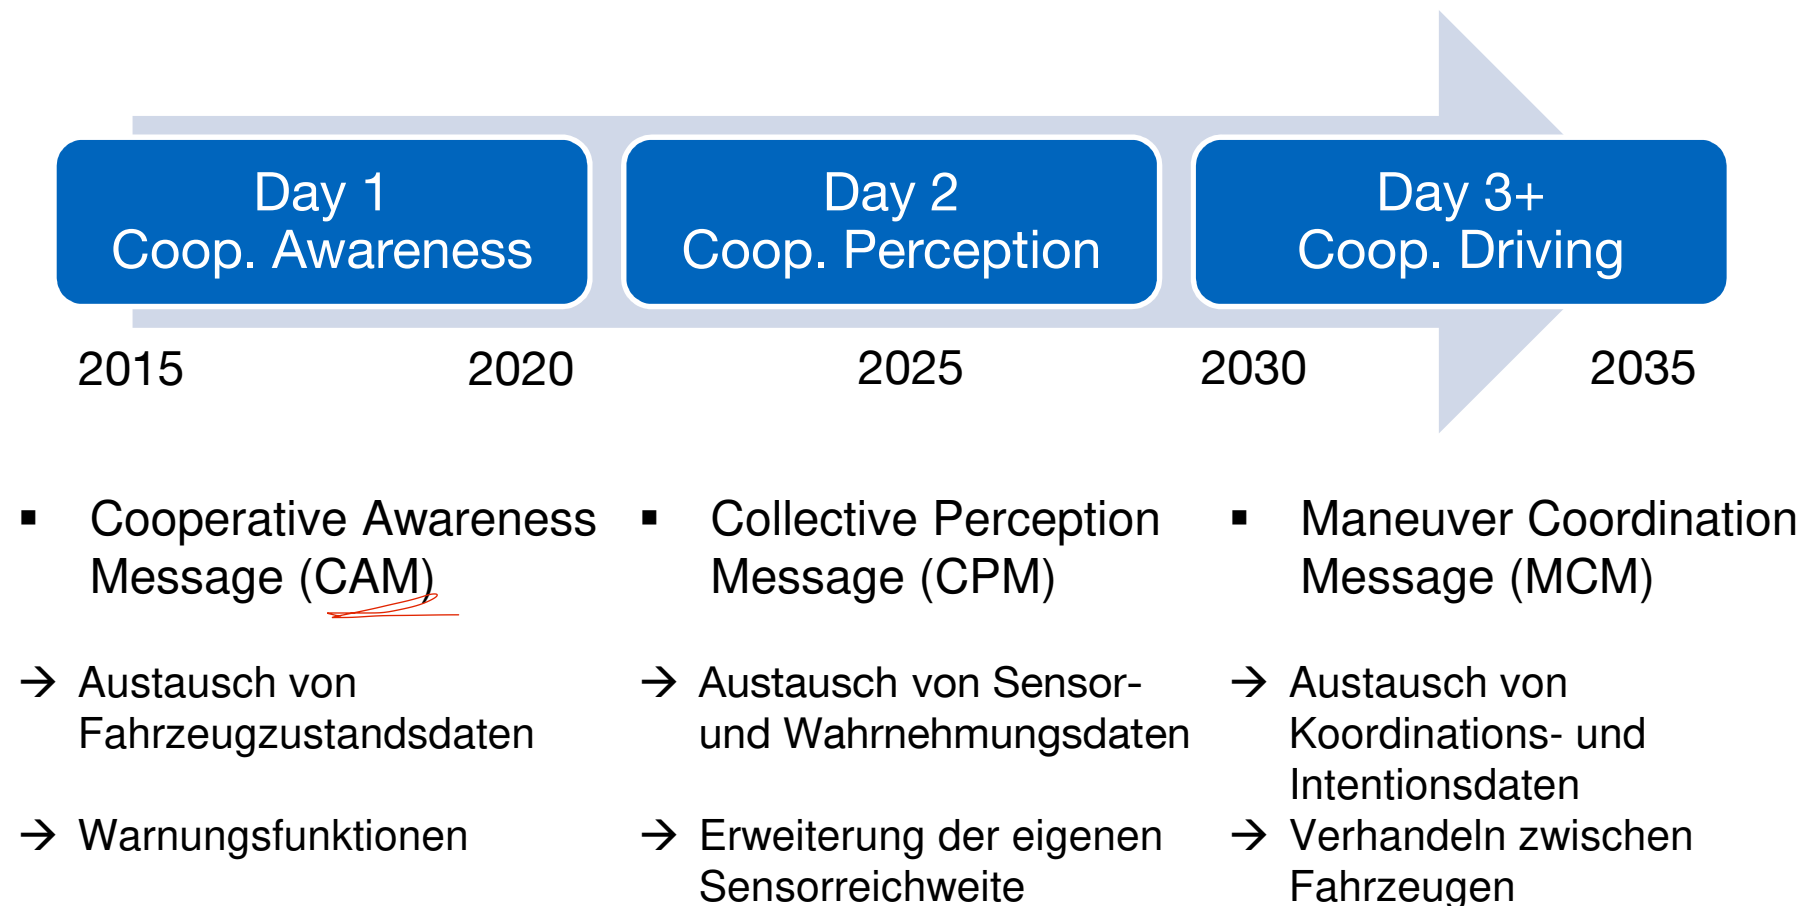 Day 1
Coop. Awareness
Day 2
Coop. Perception
Day 3+
Coop. Driving
2015
2020
2025
2030
2035
▪ Cooperative Awareness
Message (CAM)
→ Austausch von
Fahrzeugzustandsdaten
→ Warnungsfunktionen
▪ Collective Perception
Message (CPM)
→ Austausch von Sensor-
und Wahrnehmungsdaten
→ Erweiterung der eigenen
Sensorreichweite
▪ Maneuver Coordination
Message (MCM)
→ Austausch von
Koordinations- und
Intentionsdaten
→ Verhandeln zwischen
Fahrzeugen